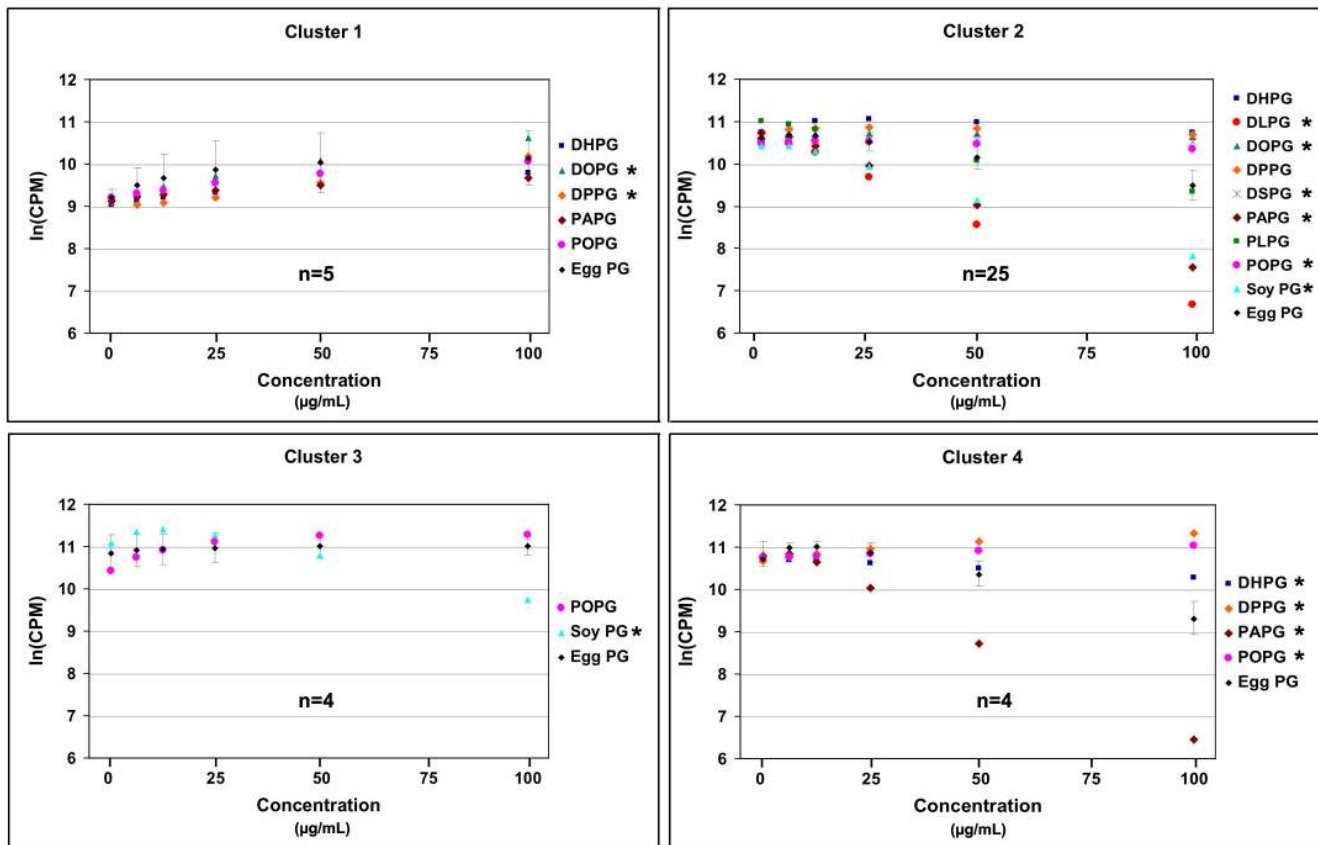 Cluster 1
ln(CPM)
12
11
10
9
8
7
6
n=5
0 25 50 75 100
Concentration
(µg/mL)
DHPG
DOPG *
DPPG *
PAPG
POPG
Egg PG
Cluster 2
ln(CPM)
12
11
10
9
8
7
6
n=25
0 25 50 75 100
Concentration
(µg/mL)
DHPG
DLPG *
DOPG *
DPPG
DSPG *
PAPG *
PLPG
POPG *
Soy PG *
Egg PG
Cluster 3
ln(CPM)
12
11
10
9
8
7
6
n=4
0 25 50 75 100
Concentration
(µg/mL)
POPG
Soy PG *
Egg PG
Cluster 4
ln(CPM)
12
11
10
9
8
7
6
n=4
0 25 50 75 100
Concentration
(µg/mL)
DHPG *
DPPG *
PAPG *
POPG *
Egg PG